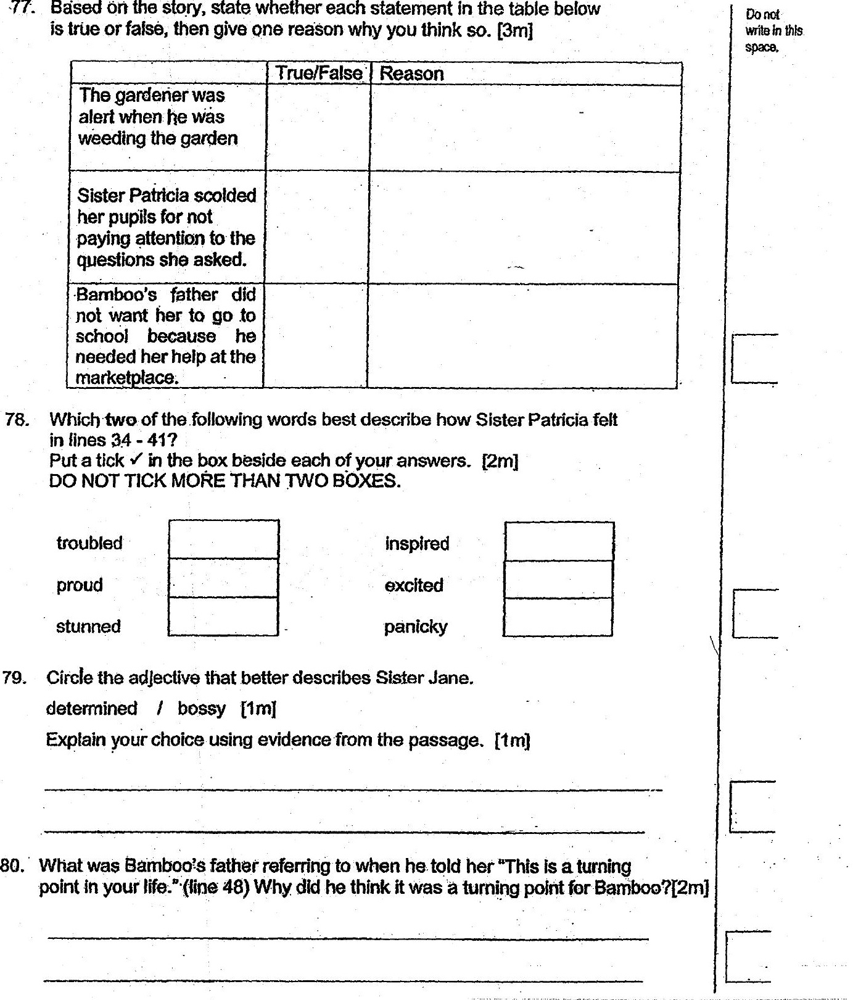 77. Based on the story, state whether each statement in the table below
is true or false, then give one reason why you think so. [3m]
Do not
write in this
space.
True/False Reason
The gardener was
alert when he was
weeding the garden
Sister Patricia scolded
her pupils for not
paying attention to the
questions she asked.
Bamboo's father did
not want her to go to
school because he
needed her help at the
marketplace.
78. Which two of the following words best describe how Sister Patricia felt
in lines 34 - 41?
Put a tick ✓ in the box beside each of your answers. [2m]
DO NOT TICK MORE THAN TWO BOXES.
troubled inspired
proud excited
stunned panicky
79. Circle the adjective that better describes Sister Jane.
determined / bossy [1m]
Explain your choice using evidence from the passage. [1m]
80. What was Bamboo's father referring to when he told her "This is a turning
point in your life." (line 48) Why did he think it was a turning point for Bamboo?[2m]